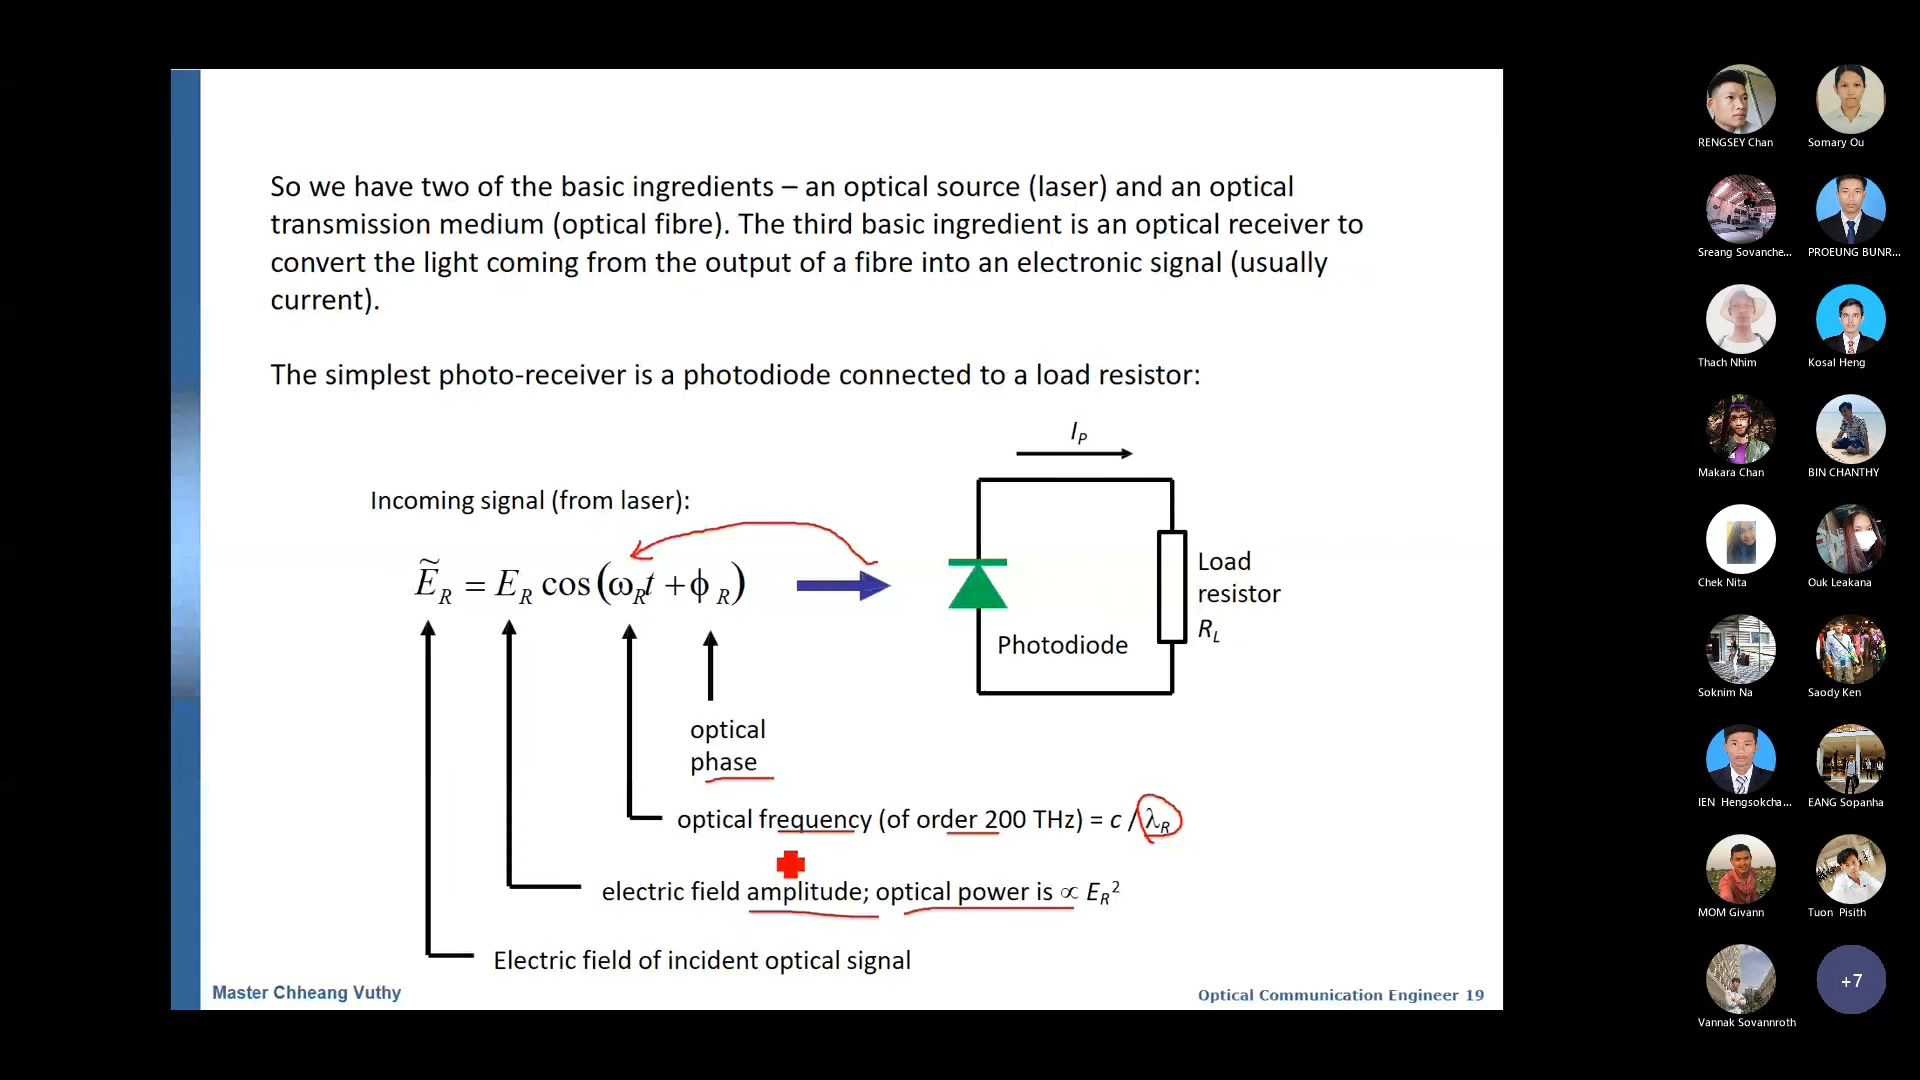 So we have two of the basic ingredients – an optical source (laser) and an optical
transmission medium (optical fibre). The third basic ingredient is an optical receiver to
convert the light coming from the output of a fibre into an electronic signal (usually
current).
The simplest photo-receiver is a photodiode connected to a load resistor:
I_P
Incoming signal (from laser):
Ẽ_R = E_R cos(ω_R t + ϕ_R)
Load
resistor
R_L
Photodiode
optical
phase
optical frequency (of order 200 THz) = c / λ_R
electric field amplitude; optical power is ∝ E_R²
Electric field of incident optical signal
Master Chheang Vuthy
Optical Communication Engineer 19
RENGSEY Chan
Somary Ou
Sreang Sovanche...
PROEUNG BUNR...
Thach Nhim
Kosal Heng
Makara Chan
BIN CHANTHY
Chek Nita
Ouk Leakana
Soknim Na
Saody Ken
IEN Hengsokcha...
EANG Sopanha
MOM Givann
Tuon Pisith
Vannak Sovannroth
+7